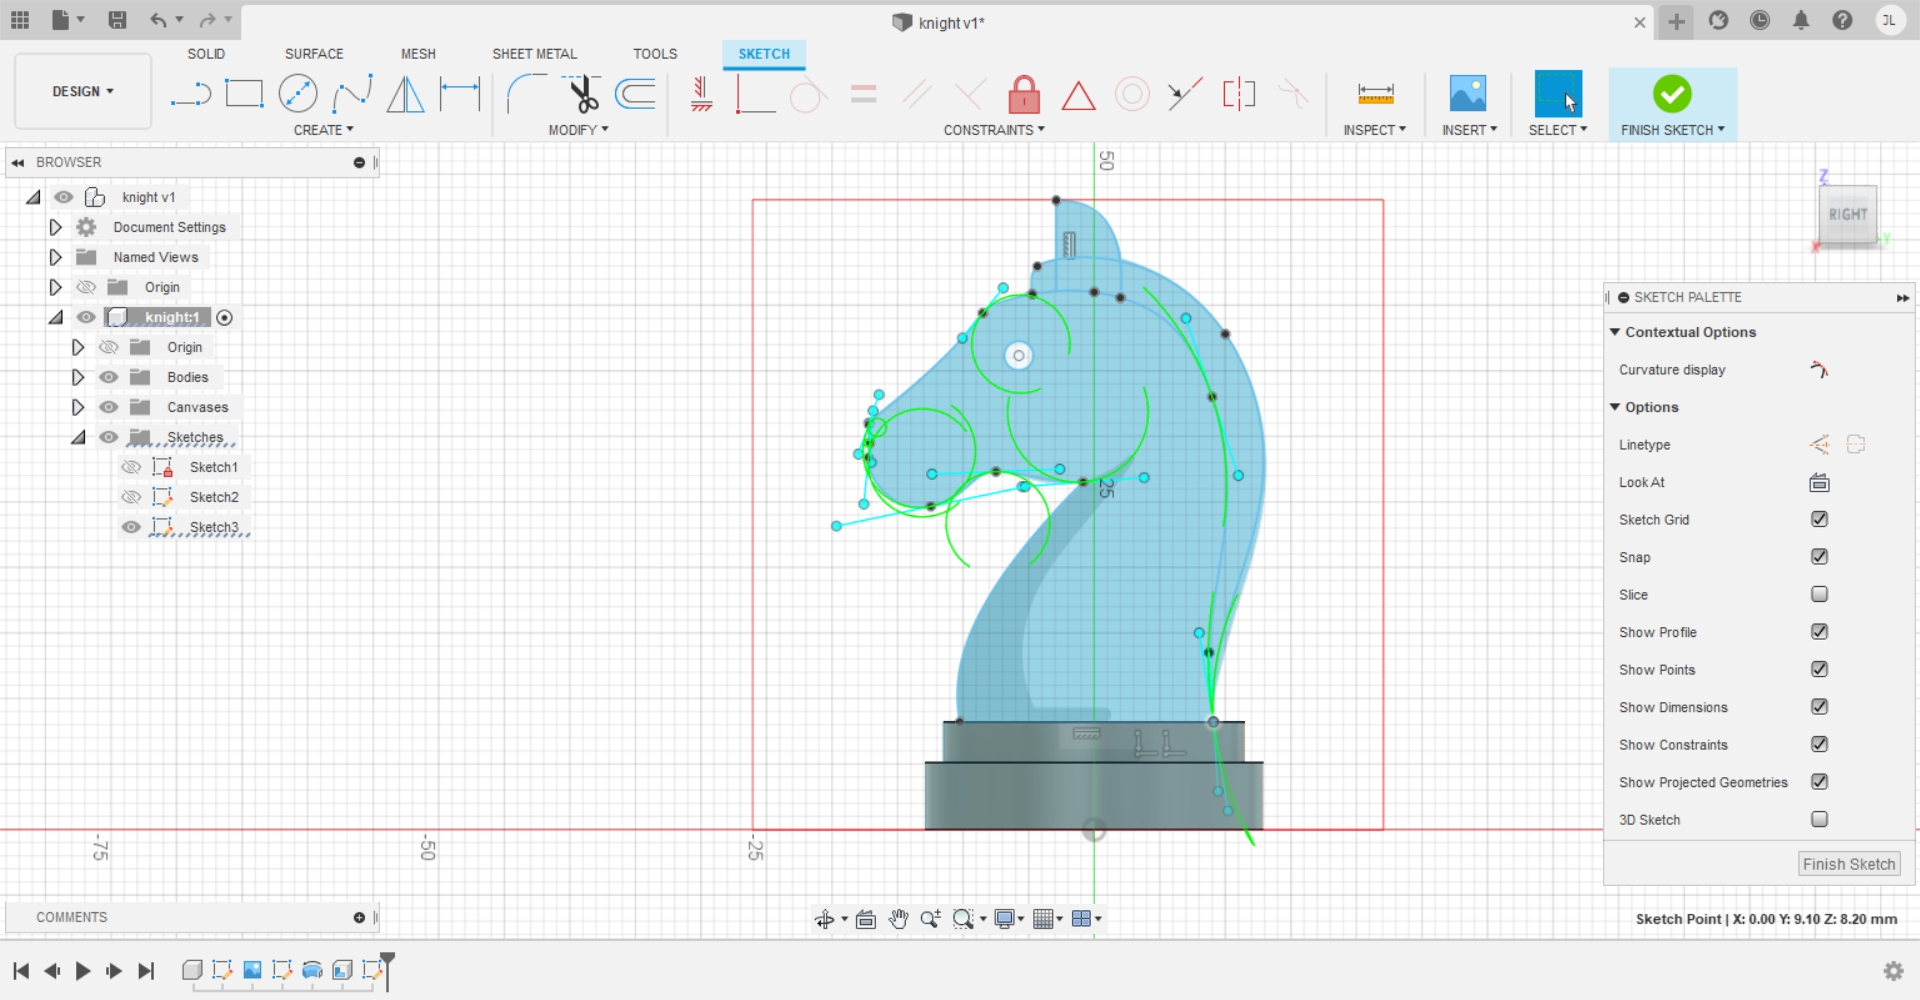 knight v1*
JL
SOLID SURFACE MESH SHEET METAL TOOLS SKETCH
DESIGN
CREATE MODIFY CONSTRAINTS INSPECT INSERT SELECT FINISH SKETCH
BROWSER
knight v1
Document Settings
Named Views
Origin
knight:1
Origin
Bodies
Canvases
Sketches
Sketch1
Sketch2
Sketch3
50
25
-75
-50
-25
Z
RIGHT
X
Y
SKETCH PALETTE
Contextual Options
Curvature display
Options
Linetype
Look At
Sketch Grid
Snap
Slice
Show Profile
Show Points
Show Dimensions
Show Constraints
Show Projected Geometries
3D Sketch
Finish Sketch
COMMENTS
Sketch Point | X: 0.00 Y: 9.10 Z: 8.20 mm